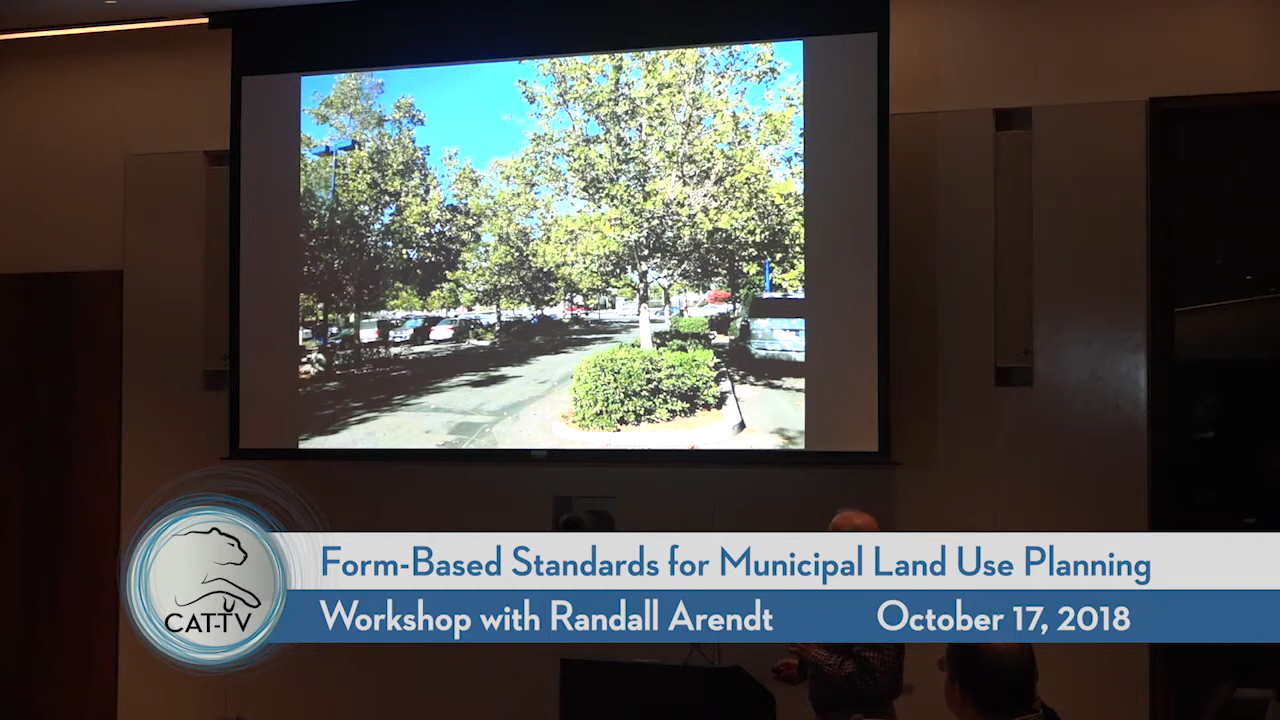 Form-Based Standards for Municipal Land Use Planning
Workshop with Randall Arendt October 17, 2018
CAT-TV